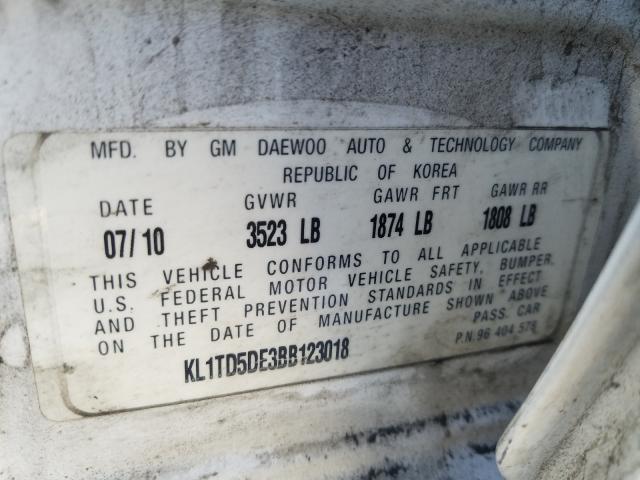 MFD. BY GM DAEWOO AUTO & TECHNOLOGY COMPANY
REPUBLIC OF KOREA
DATE GVWR GAWR FRT GAWR RR
07/10 3523 LB 1874 LB 1808 LB
THIS VEHICLE CONFORMS TO ALL APPLICABLE
U.S. FEDERAL MOTOR VEHICLE SAFETY, BUMPER,
AND THEFT PREVENTION STANDARDS IN EFFECT
ON THE DATE OF MANUFACTURE SHOWN ABOVE
PASS. CAR
KL1TD5DE3BB123018 P.N. 96 404 578